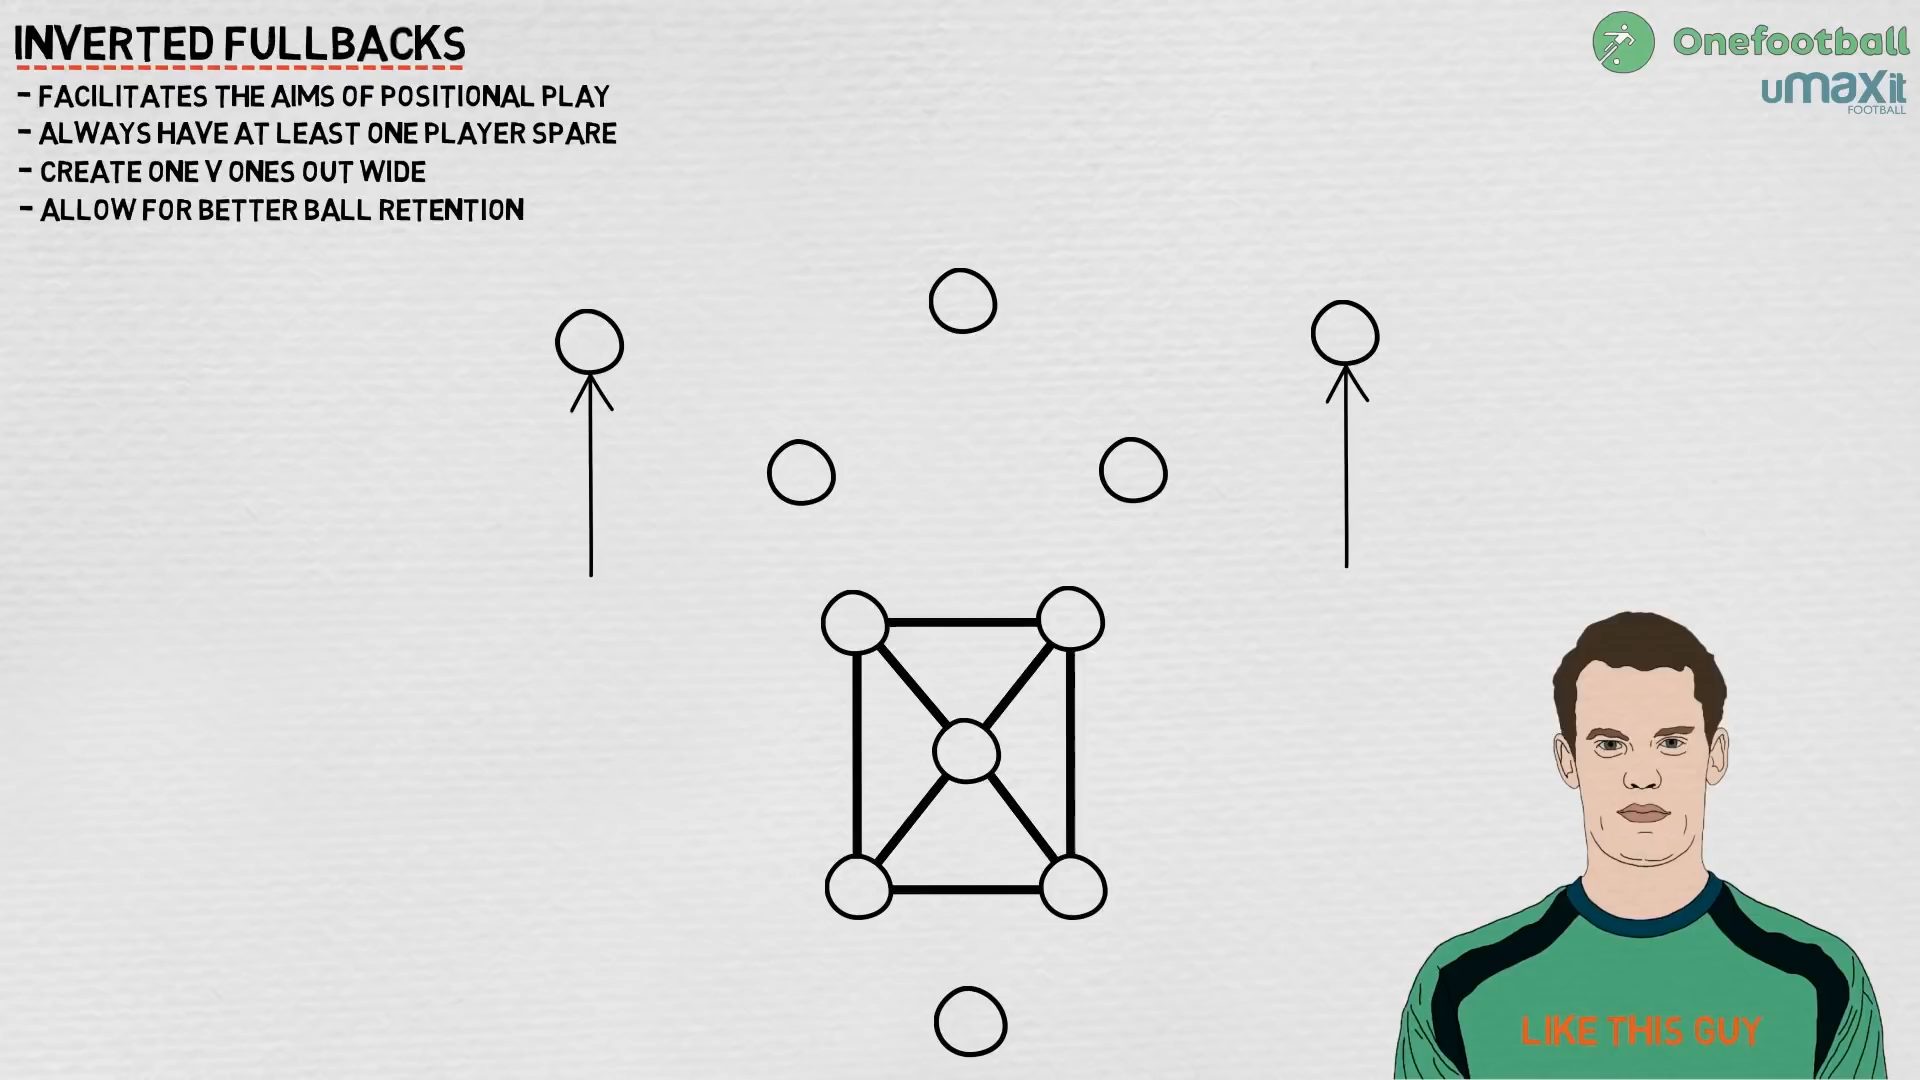 INVERTED FULLBACKS
- FACILITATES THE AIMS OF POSITIONAL PLAY
- ALWAYS HAVE AT LEAST ONE PLAYER SPARE
- CREATE ONE V ONES OUT WIDE
- ALLOW FOR BETTER BALL RETENTION
Onefootball
uMAXit
FOOTBALL
LIKE THIS GUY